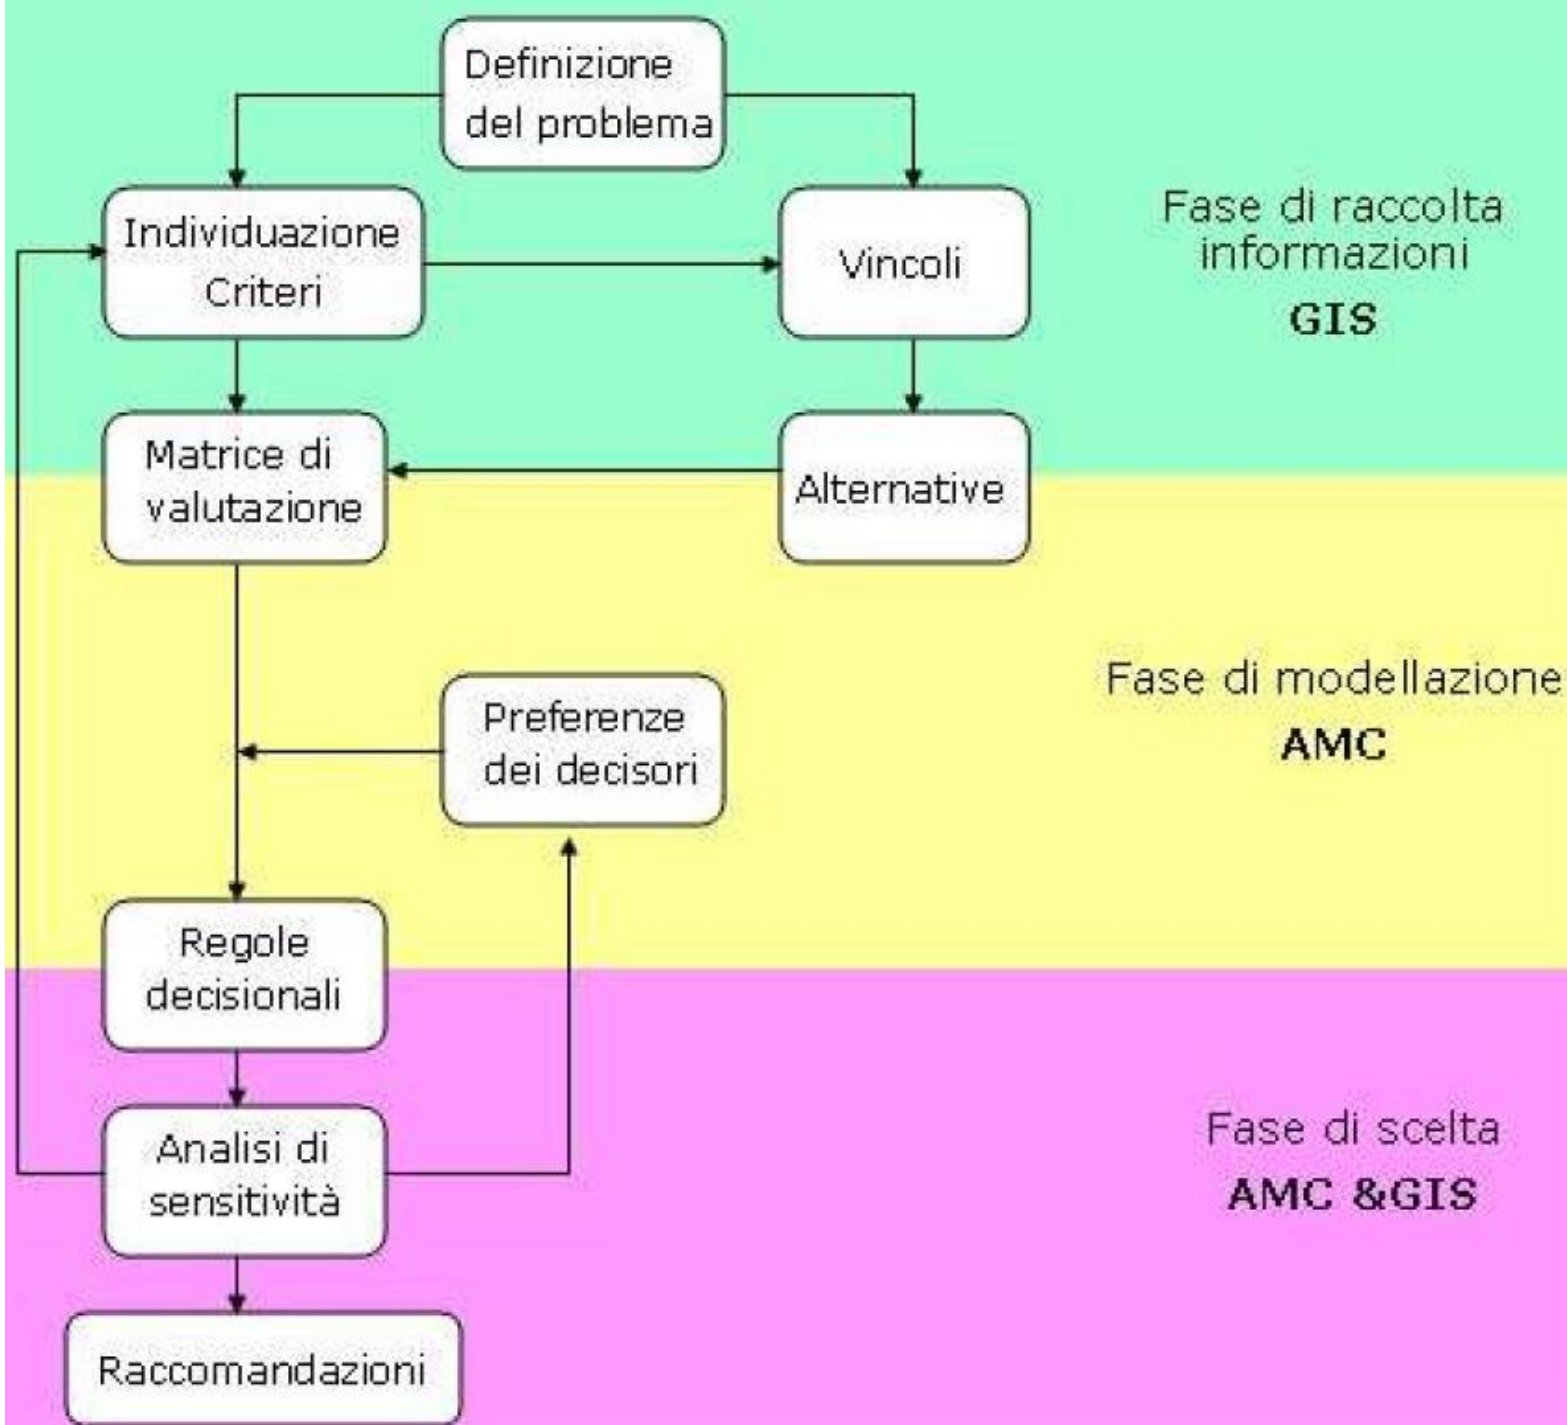 Definizione
del problema
Individuazione
Criteri
Vincoli
Fase di raccolta
informazioni
GIS
Matrice di
valutazione
Alternative
Preferenze
dei decisori
Fase di modellazione
AMC
Regole
decisionali
Analisi di
sensitività
Fase di scelta
AMC &GIS
Raccomandazioni